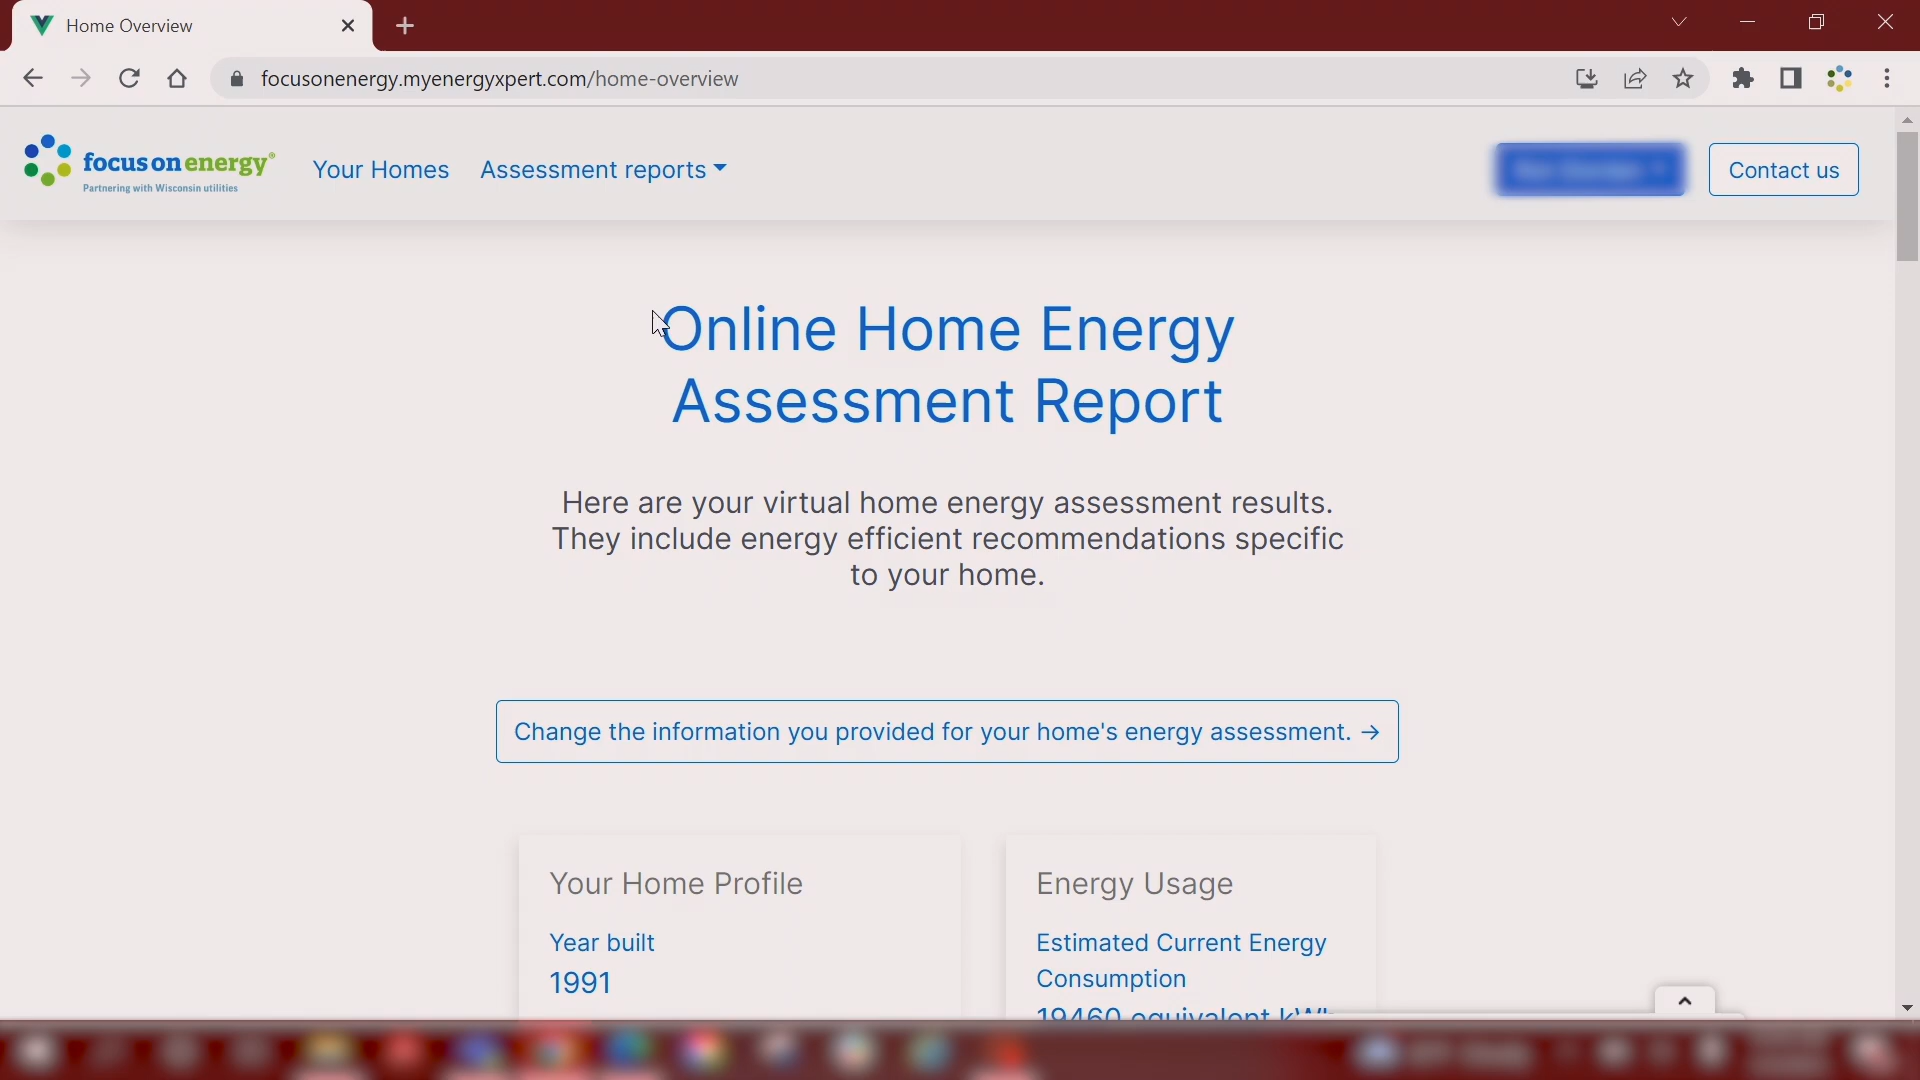 Home Overview
focusonenergy.myenergyxpert.com/home-overview
focus on energy®
Partnering with Wisconsin utilities
Your Homes
Assessment reports
Contact us
Online Home Energy
Assessment Report
Here are your virtual home energy assessment results.
They include energy efficient recommendations specific
to your home.
Change the information you provided for your home's energy assessment. →
Your Home Profile
Year built
1991
Energy Usage
Estimated Current Energy
Consumption
19460 equivalent kWh